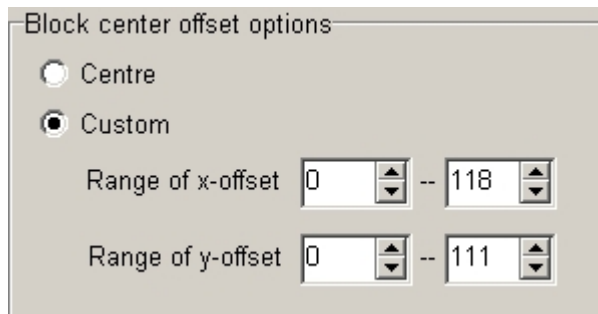 Block center offset options
Centre
Custom
Range of x-offset 0 -- 118
Range of y-offset 0 -- 111